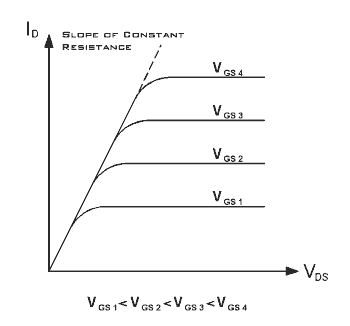 I_D
Slope of Constant
Resistance
V_GS 4
V_GS 3
V_GS 2
V_GS 1
V_DS
V_GS 1 < V_GS 2 < V_GS 3 < V_GS 4